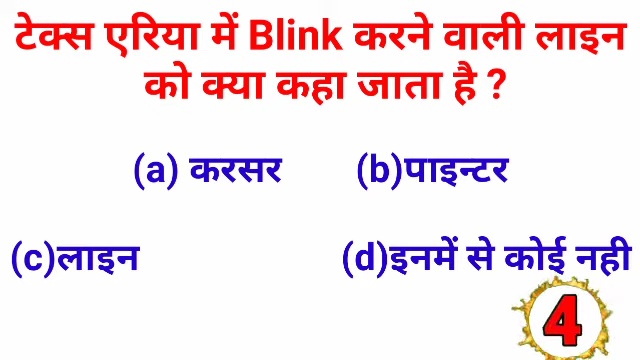 टेक्स एरिया में Blink करने वाली लाइन
को क्या कहा जाता है ?
(a) करसर (b)पाइन्टर
(c)लाइन (d)इनमें से कोई नही
4